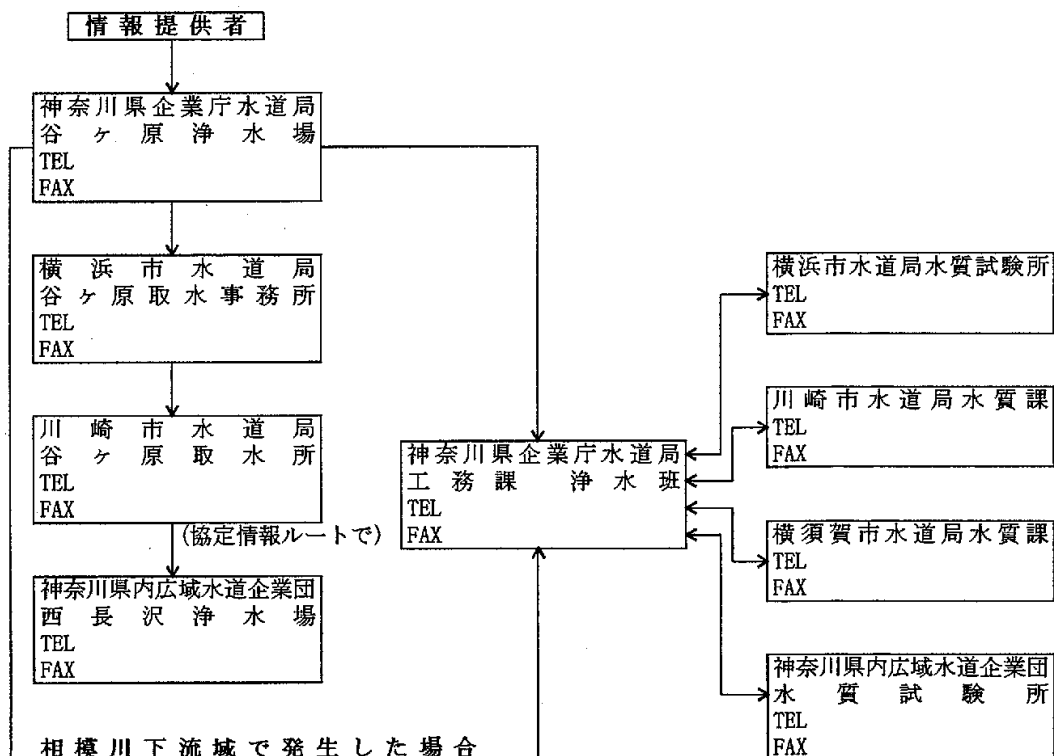 情報提供者
神奈川県企業庁水道局
谷ヶ原浄水場
TEL
FAX
横浜市水道局
谷ヶ原取水事務所
TEL
FAX
川崎市水道局
谷ヶ原取水所
TEL
FAX
(協定情報ルートで)
神奈川県内広域水道企業団
西長沢浄水場
TEL
FAX
神奈川県企業庁水道局
工務課 浄水班
TEL
FAX
横浜市水道局水質試験所
TEL
FAX
川崎市水道局水質課
TEL
FAX
横須賀市水道局水質課
TEL
FAX
神奈川県内広域水道企業団
水質試験所
TEL
FAX
相模川下流域で発生した場合